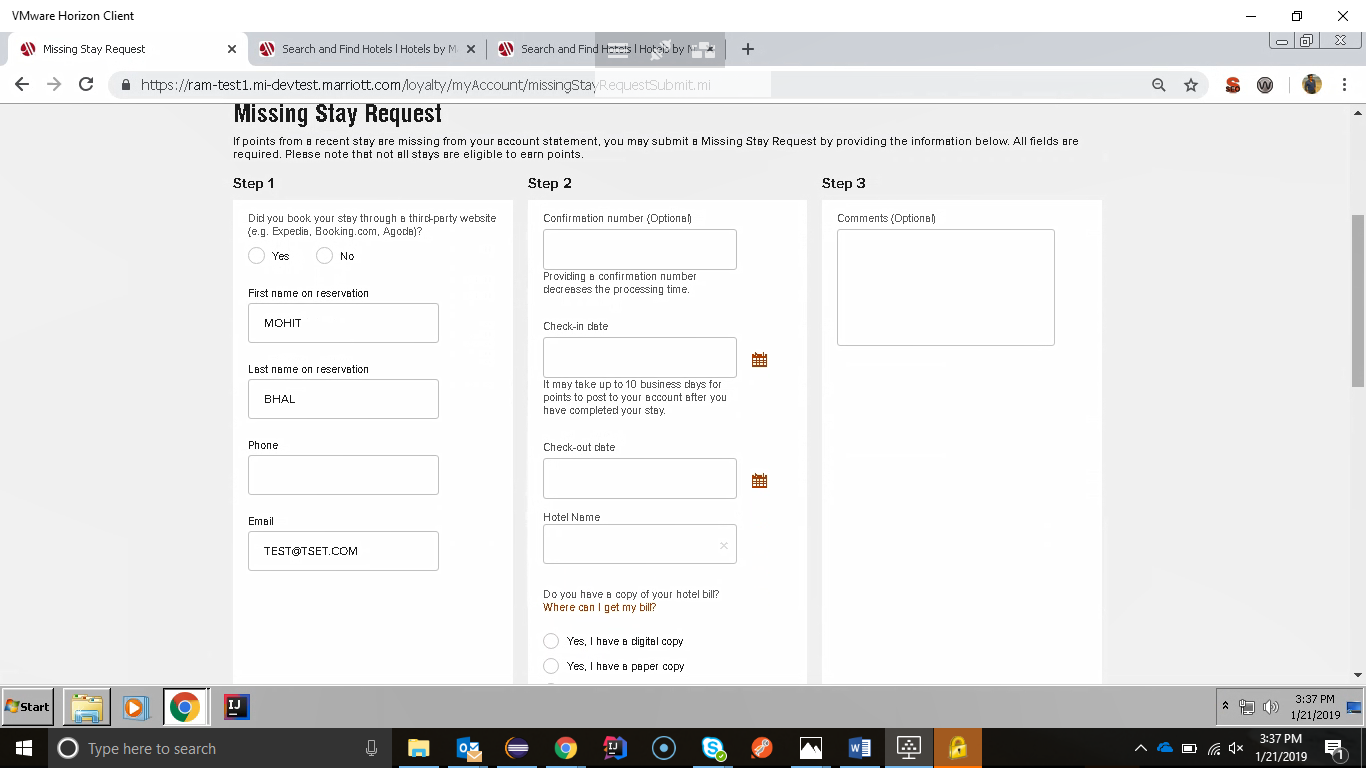 VMware Horizon Client
Missing Stay Request
Search and Find Hotels | Hotels by M
Search and Find Hotels | Hotels by M
https://ram-test1.mi-devtest.marriott.com/loyalty/myAccount/missingStayRequestSubmit.mi
Missing Stay Request
If points from a recent stay are missing from your account statement, you may submit a Missing Stay Request by providing the information below. All fields are
required. Please note that not all stays are eligible to earn points.
Step 1
Did you book your stay through a third-party website
(e.g. Expedia, Booking.com, Agoda)?
Yes
No
First name on reservation
MOHIT
Last name on reservation
BHAL
Phone
Email
TEST@TSET.COM
Step 2
Confirmation number (Optional)
Providing a confirmation number
decreases the processing time.
Check-in date
It may take up to 10 business days for
points to post to your account after you
have completed your stay.
Check-out date
Hotel Name
Do you have a copy of your hotel bill?
Where can I get my bill?
Yes, I have a digital copy
Yes, I have a paper copy
Step 3
Comments (Optional)
Start
3:37 PM
1/21/2019
Type here to search
3:37 PM
1/21/2019
1